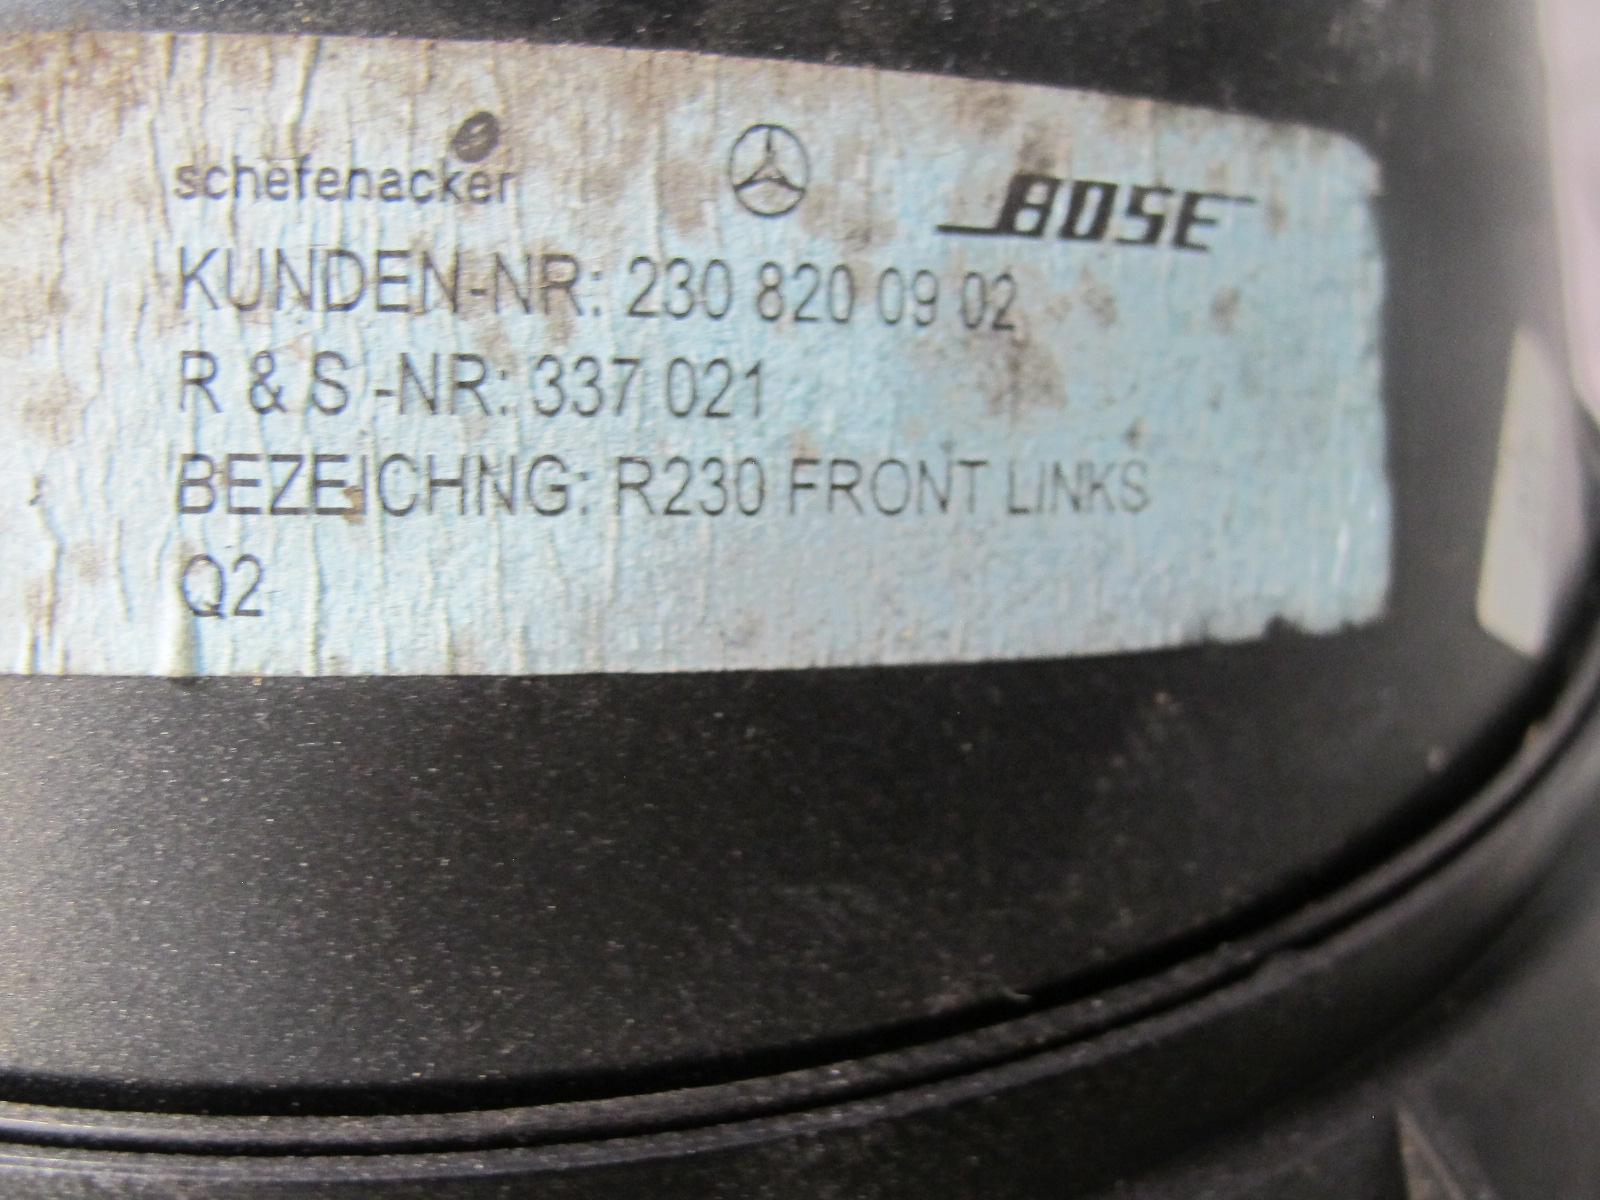 schefenacker BOSE
KUNDEN-NR: 230 820 09 02
R & S -NR: 337 021
BEZEICHNG: R230 FRONT LINKS
Q2